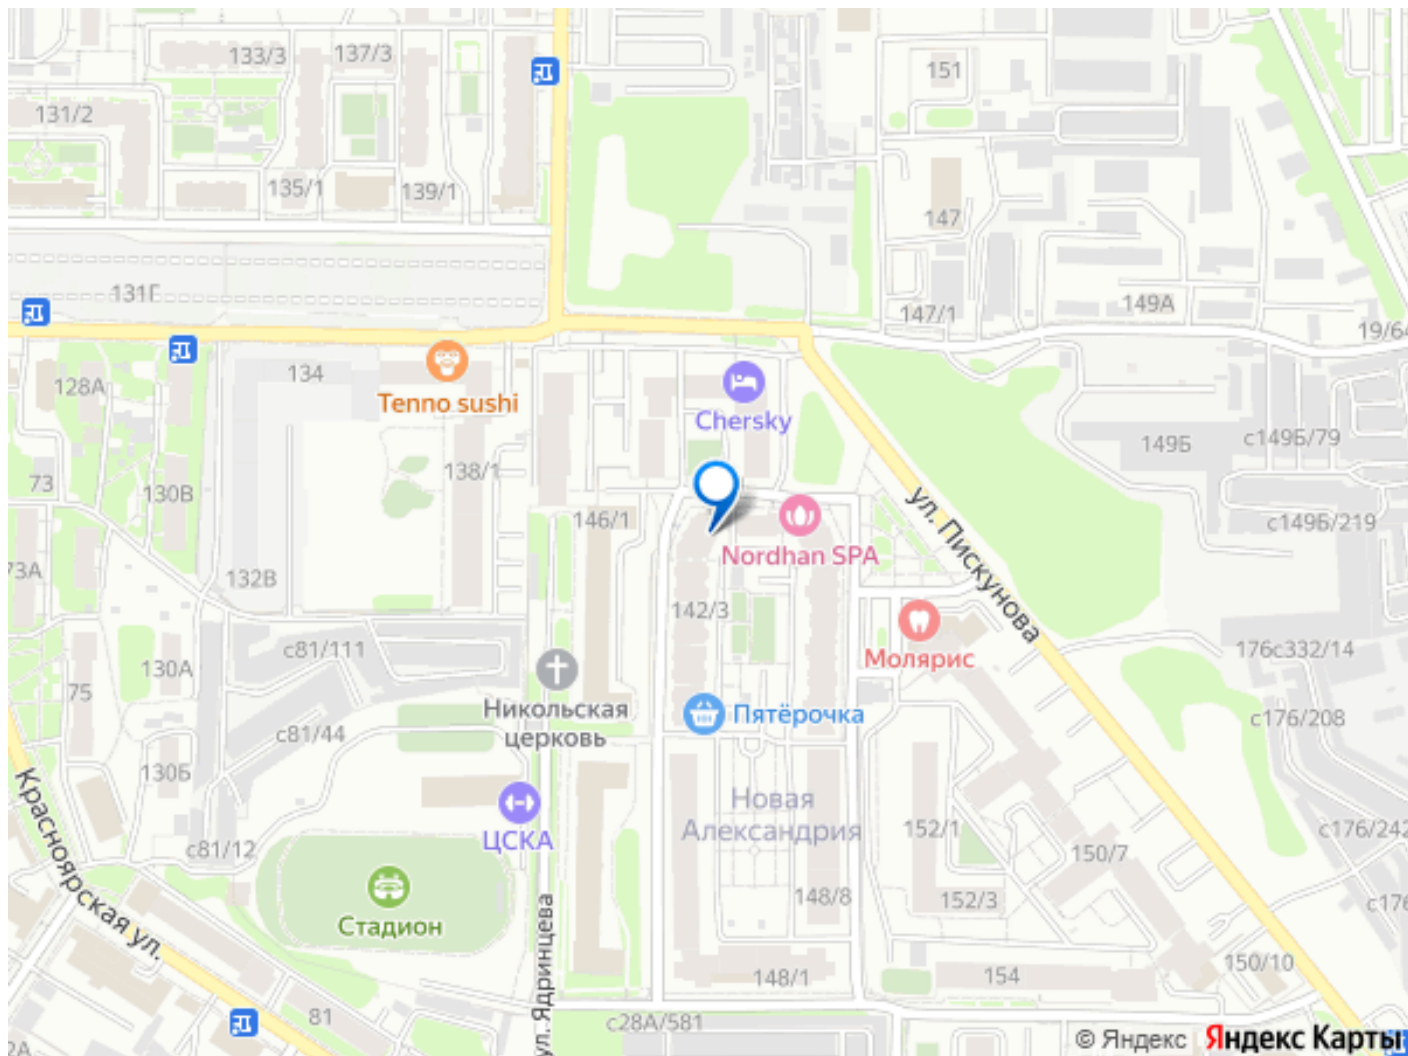 133/3
137/3
151
131/2
135/1
139/1
147
131Г
147/1
149А
19/64
134
128А
Tenno sushi
Chersky
149Б
с149Б/79
73
130В
138/1
146/1
с149Б/219
ул. Пискунова
Nordhan SPA
73А
132В
142/3
с81/111
130А
Молярис
176с332/14
75
Никольская
церковь
Пятёрочка
с176/208
с81/44
130Б
Красноярская ул.
ЦСКА
Новая
Александрия
152/1
с176/242
с81/12
150/7
148/8
152/3
с176
Стадион
ул. Ядринцева
150/10
148/1
154
81
с28А/581
2А
© Яндекс Яндекс Карты